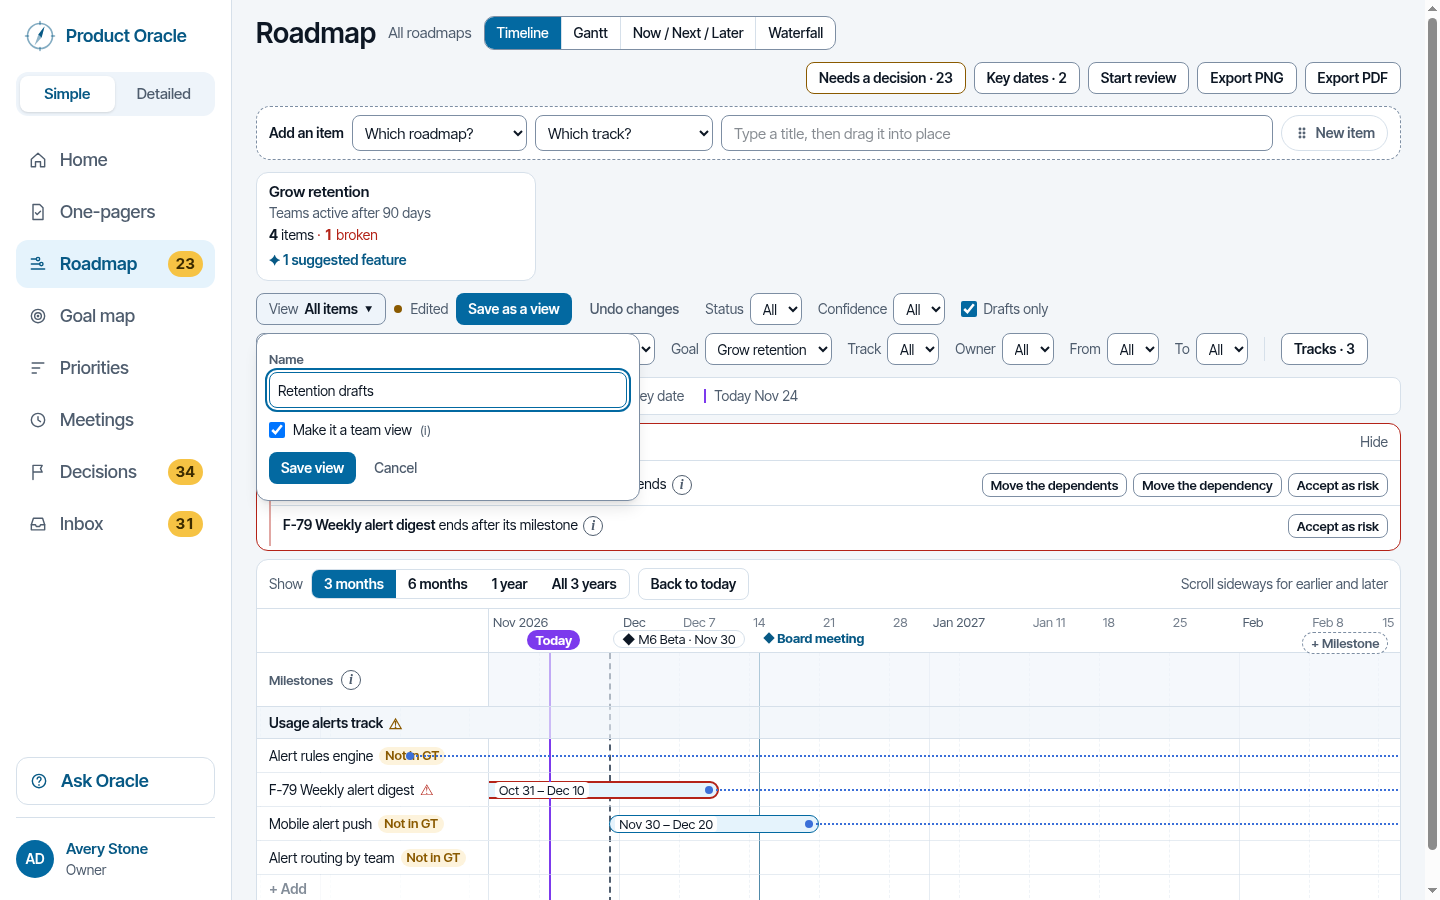 Product Oracle
Simple Detailed
Home
One-pagers
Roadmap 23
Goal map
Priorities
Meetings
Decisions 34
Inbox 31
Ask Oracle
AD Avery Stone
Owner
Roadmap All roadmaps Timeline Gantt Now / Next / Later Waterfall
Needs a decision · 23 Key dates · 2 Start review Export PNG Export PDF
Add an item Which roadmap? Which track? Type a title, then drag it into place New item
Grow retention
Teams active after 90 days
4 items · 1 broken
1 suggested feature
View All items Edited Save as a view Undo changes Status All Confidence All Drafts only
Goal Grow retention Track All Owner All From All To All Tracks · 3
Name
Retention drafts
Make it a team view (i)
Save view Cancel
ey date Today Nov 24
Hide
ends i Move the dependents Move the dependency Accept as risk
F-79 Weekly alert digest ends after its milestone i Accept as risk
Show 3 months 6 months 1 year All 3 years Back to today Scroll sideways for earlier and later
Nov 2026 Dec Dec 7 14 21 28 Jan 2027 Jan 11 18 25 Feb Feb 8 15
Today M6 Beta · Nov 30 Board meeting + Milestone
Milestones i
Usage alerts track
Alert rules engine Not in GT
F-79 Weekly alert digest Oct 31 – Dec 10
Mobile alert push Not in GT Nov 30 – Dec 20
Alert routing by team Not in GT
+ Add